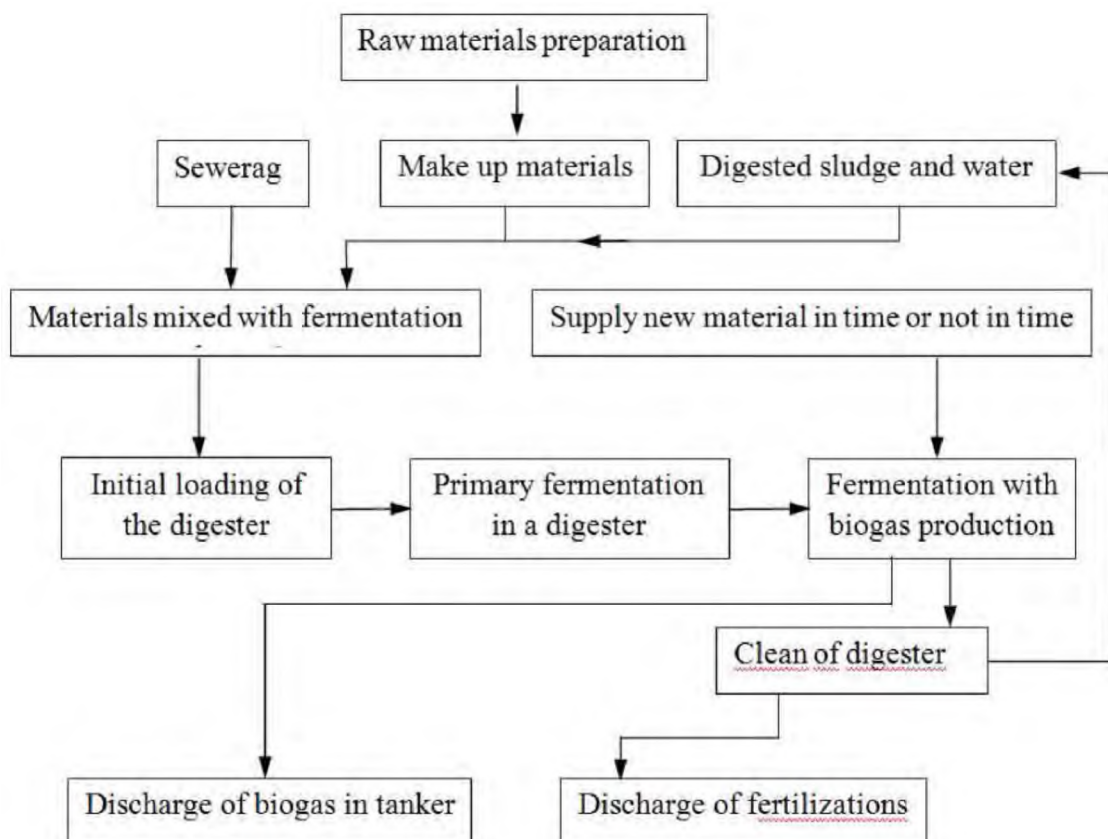 Raw materials preparation
Sewerag
Make up materials
Digested sludge and water
Materials mixed with fermentation
Supply new material in time or not in time
Initial loading of
the digester
Primary fermentation
in a digester
Fermentation with
biogas production
Clean of digester
Discharge of biogas in tanker
Discharge of fertilizations